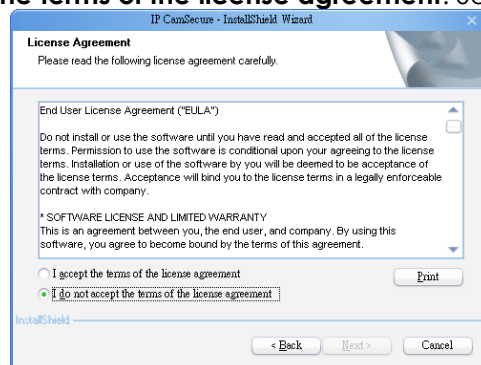 the terms of the license agreement.
IP CamSecure - InstallShield Wizard
License Agreement
Please read the following license agreement carefully.
End User License Agreement ("EULA")
Do not install or use the software until you have read and accepted all of the license
terms. Permission to use the software is conditional upon your agreeing to the license
terms. Installation or use of the software by you will be deemed to be acceptance of
the license terms. Acceptance will bind you to the license terms in a legally enforceable
contract with company.
* SOFTWARE LICENSE AND LIMITED WARRANTY
This is an agreement between you, the end user, and company. By using this
software, you agree to become bound by the terms of this agreement.
I accept the terms of the license agreement
Print
I do not accept the terms of the license agreement
InstallShield
< Back Next > Cancel